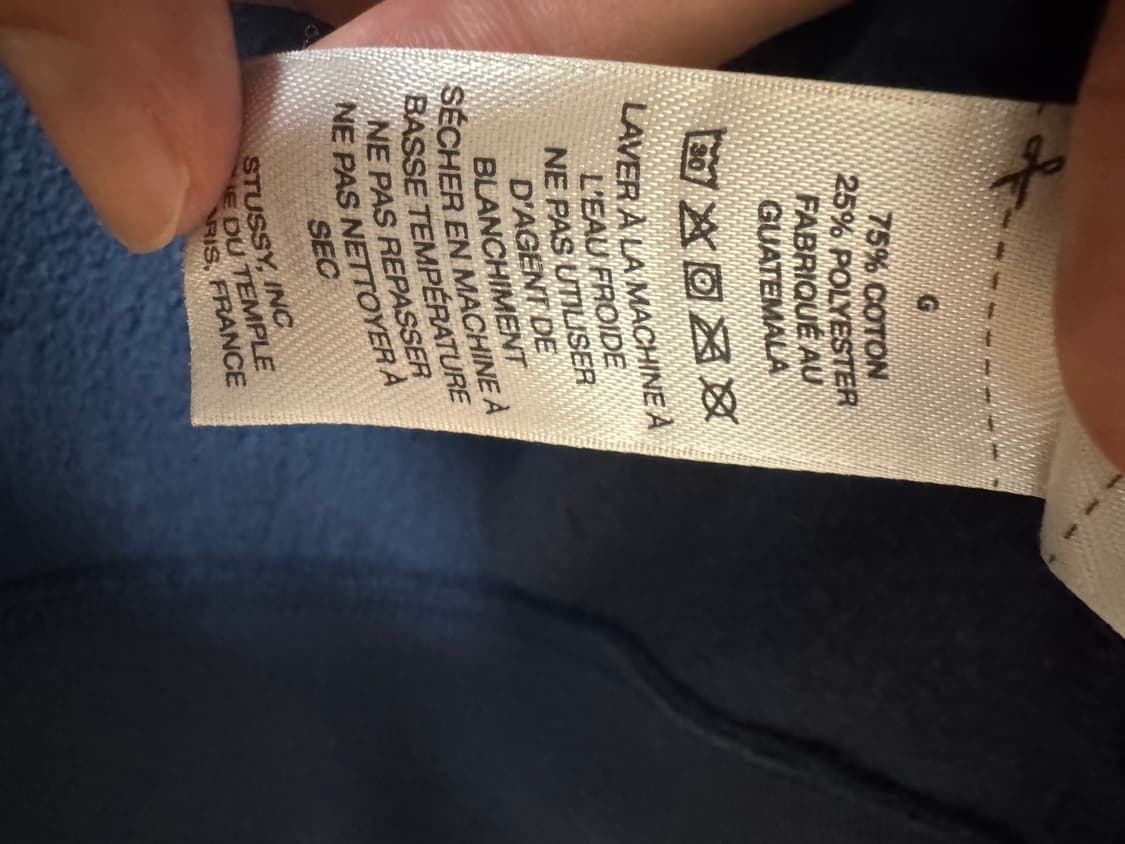 G
75% COTON
25% POLYESTER
FABRIQUÉ AU
GUATEMALA
30
LAVER À LA MACHINE À
L'EAU FROIDE
NE PAS UTILISER
D'AGENT DE
BLANCHIMENT
SÉCHER EN MACHINE À
BASSE TEMPÉRATURE
NE PAS REPASSER
NE PAS NETTOYER À
SEC
STUSSY, INC
DU TEMPLE
FRANCE